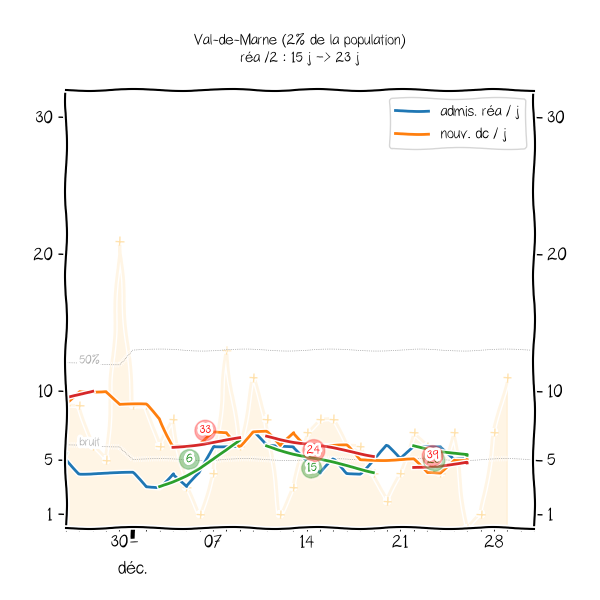 Val-de-Marne (2% de la population)
réa /2 : 15 j -> 23 j
admis. réa / j
nouv. dc / j
30 30
20 20
50%
10 10
33
bruit
6
24
15
39
5 5
1 1
30 07 14 21 28
déc.